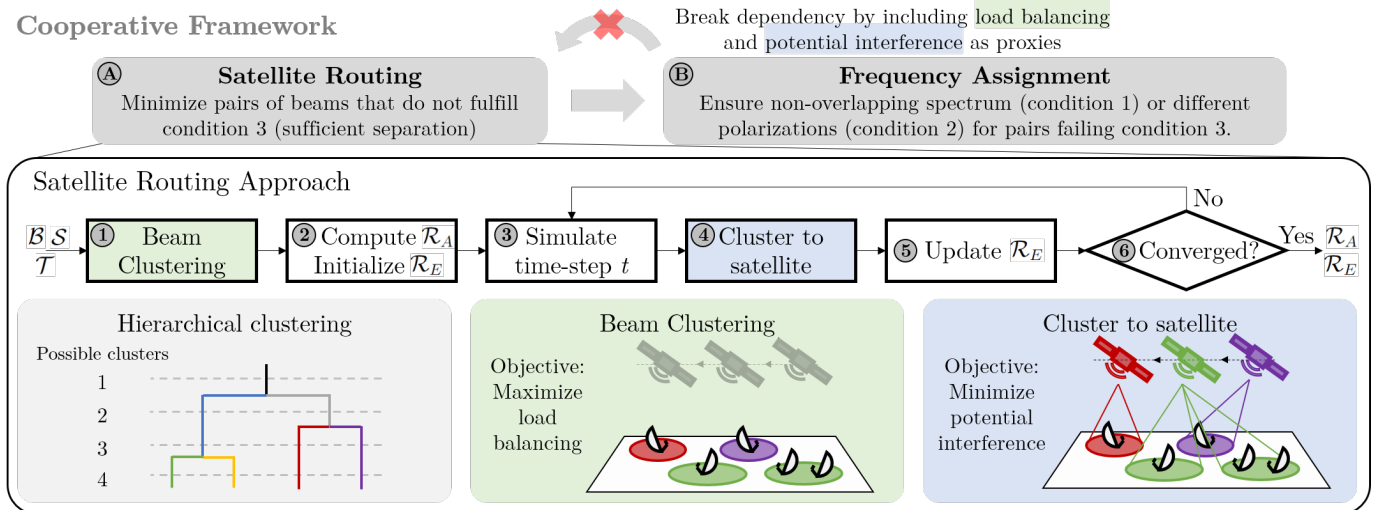 Cooperative Framework
Break dependency by including load balancing
and potential interference as proxies
A
Satellite Routing
Minimize pairs of beams that do not fulfill
condition 3 (sufficient separation)
B
Frequency Assignment
Ensure non-overlapping spectrum (condition 1) or different
polarizations (condition 2) for pairs failing condition 3.
Satellite Routing Approach
ℬ 𝒮
𝒯
1 Beam
Clustering
2 Compute ℛ_A
Initialize ℛ_E
3 Simulate
time-step t
4 Cluster to
satellite
5 Update ℛ_E
6 Converged?
No
Yes
ℛ_A
ℛ_E
Hierarchical clustering
Possible clusters
1
2
3
4
Beam Clustering
Objective:
Maximize
load
balancing
Cluster to satellite
Objective:
Minimize
potential
interference